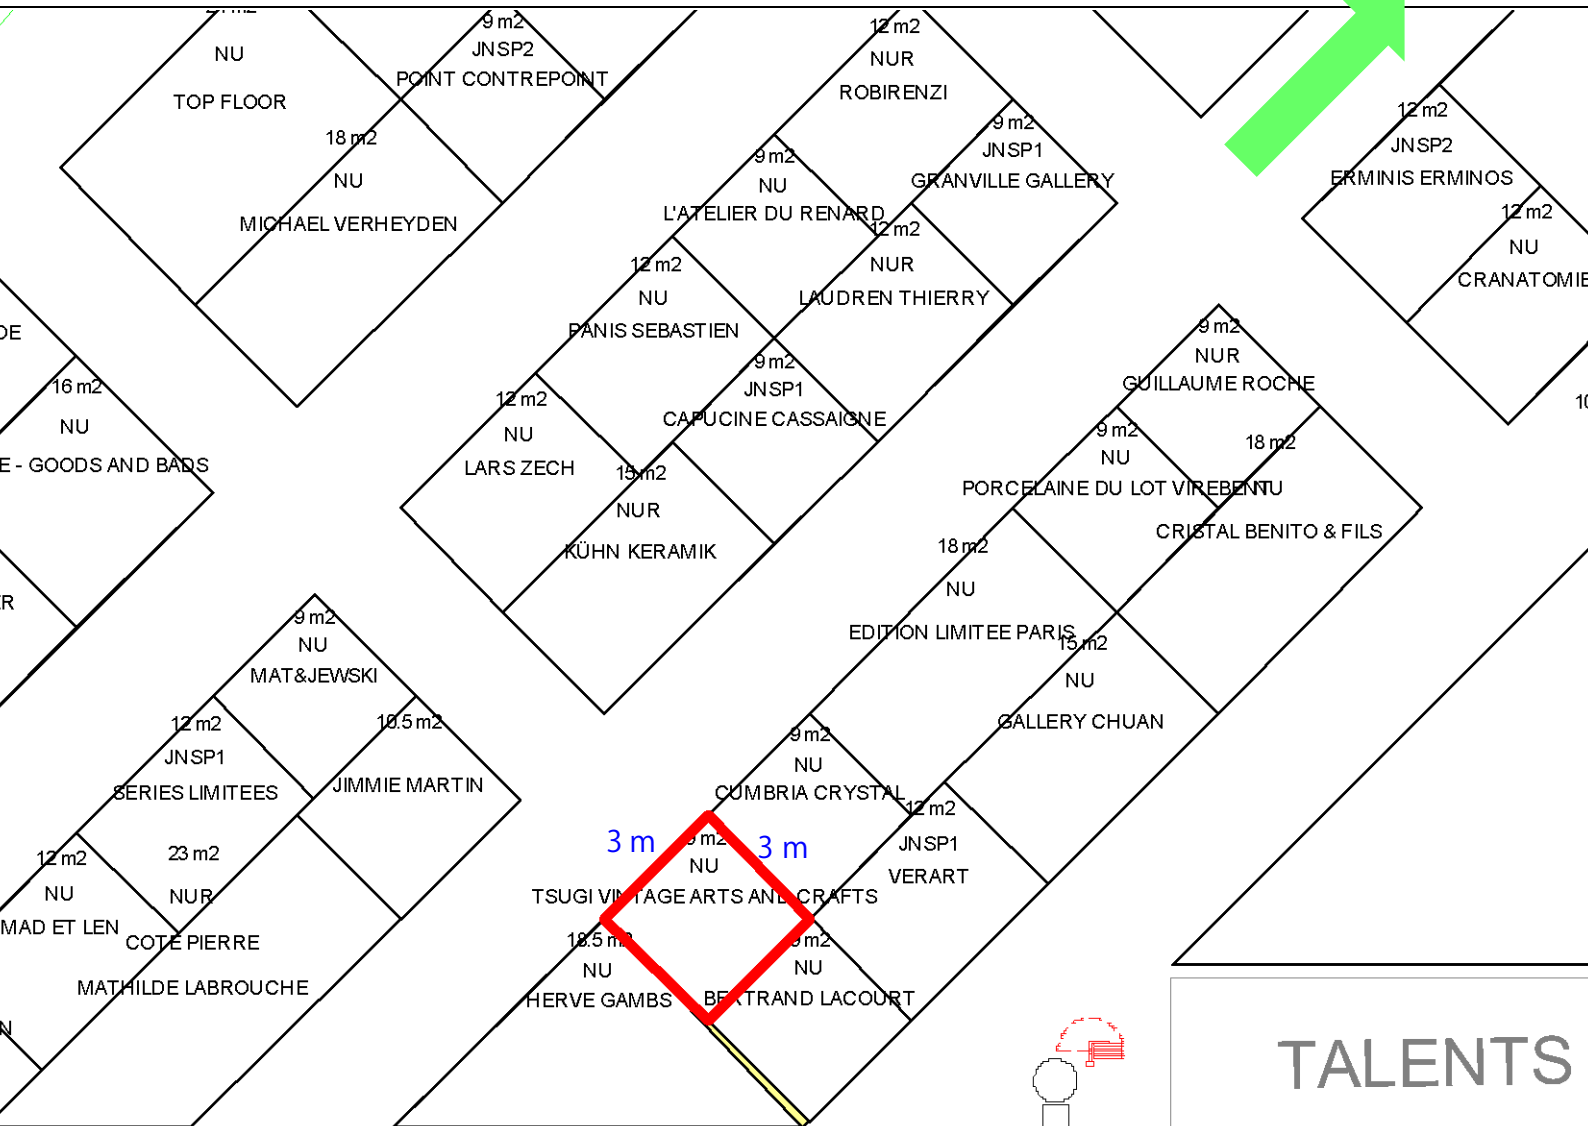 NU
TOP FLOOR
9 m2
JNSP2
POINT CONTREPOINT
18 m2
NU
MICHAEL VERHEYDEN
12 m2
NUR
ROBIRENZI
9 m2
JNSP1
GRANVILLE GALLERY
9 m2
NU
L'ATELIER DU RENARD
12 m2
NUR
LAUDREN THIERRY
12 m2
NU
PANIS SEBASTIEN
9 m2
JNSP1
CAPUCINE CASSAIGNE
12 m2
NU
LARS ZECH
15 m2
NUR
KÜHN KERAMIK
12 m2
JNSP2
ERMINIS ERMINOS
12 m2
NU
CRANATOMIE
10
DE
16 m2
NU
E - GOODS AND BADS
ER
9 m2
NUR
GUILLAUME ROCHE
9 m2
NU
PORCELAINE DU LOT VIREBENT
18 m2
NU
CRISTAL BENITO & FILS
18 m2
NU
EDITION LIMITEE PARIS
15 m2
NU
GALLERY CHUAN
9 m2
NU
MAT&JEWSKI
12 m2
JNSP1
SERIES LIMITEES
10.5 m2
JIMMIE MARTIN
9 m2
NU
CUMBRIA CRYSTAL
12 m2
JNSP1
VERART
3 m
3 m
9 m2
NU
TSUGI VINTAGE ARTS AND CRAFTS
12 m2
NU
MAD ET LEN
23 m2
NUR
COTE PIERRE
MATHILDE LABROUCHE
N
18.5 m2
NU
HERVE GAMBS
9 m2
NU
BERTRAND LACOURT
TALENTS